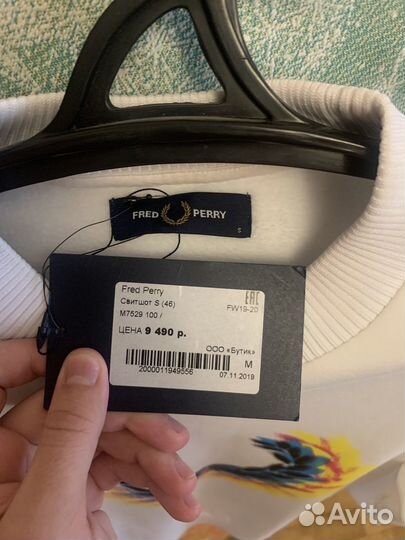 FRED PERRY
S
Fred Perry
EAC
Свитшот S (46)
FW19-20
M7529 100 /
ЦЕНА 9 490 р.
ООО «Бутик»
M
2000011949556
07.11.2019
Avito